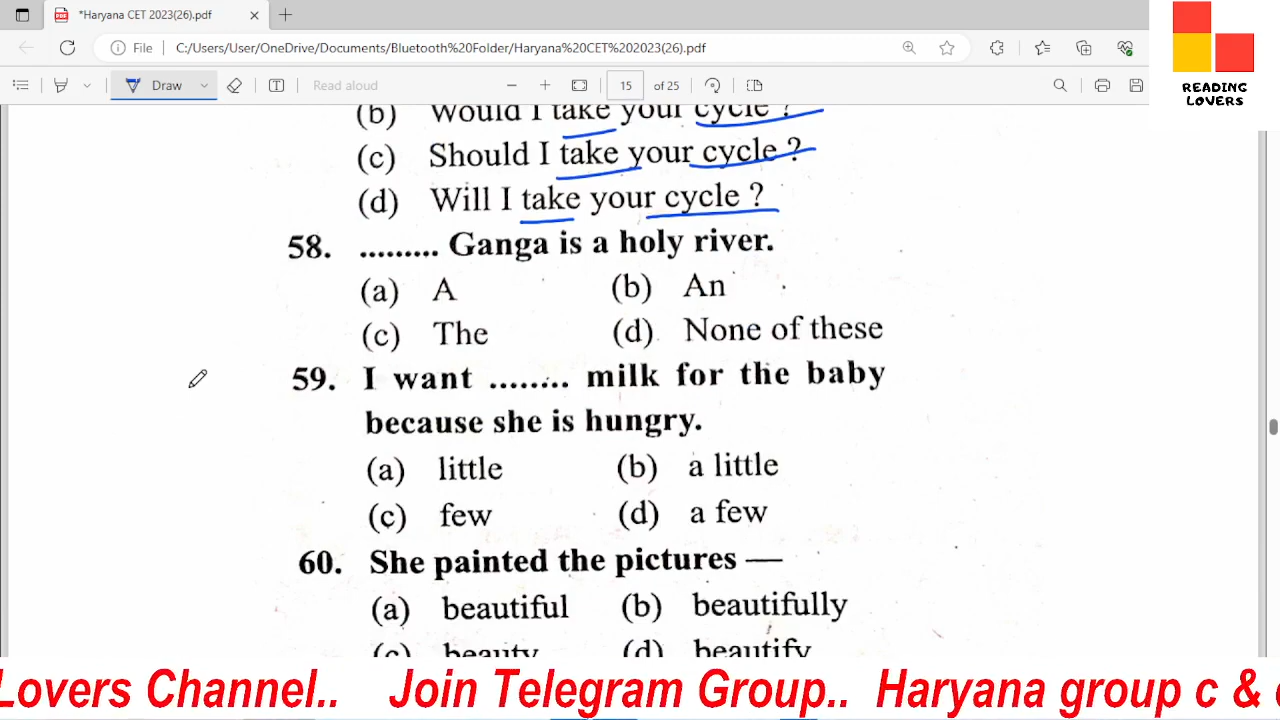 *Haryana CET 2023(26).pdf
File C:/Users/User/OneDrive/Documents/Bluetooth%20Folder/Haryana%20CET%202023(26).pdf
READING
LOVERS
Draw Read aloud 15 of 25
(b) Would I take your cycle ?
(c) Should I take your cycle ?
(d) Will I take your cycle ?
58. ......... Ganga is a holy river.
(a) A (b) An
(c) The (d) None of these
59. I want ........ milk for the baby
because she is hungry.
(a) little (b) a little
(c) few (d) a few
60. She painted the pictures —
(a) beautiful (b) beautifully
(c) beauty (d) beautify
Lovers Channel.. Join Telegram Group.. Haryana group c &